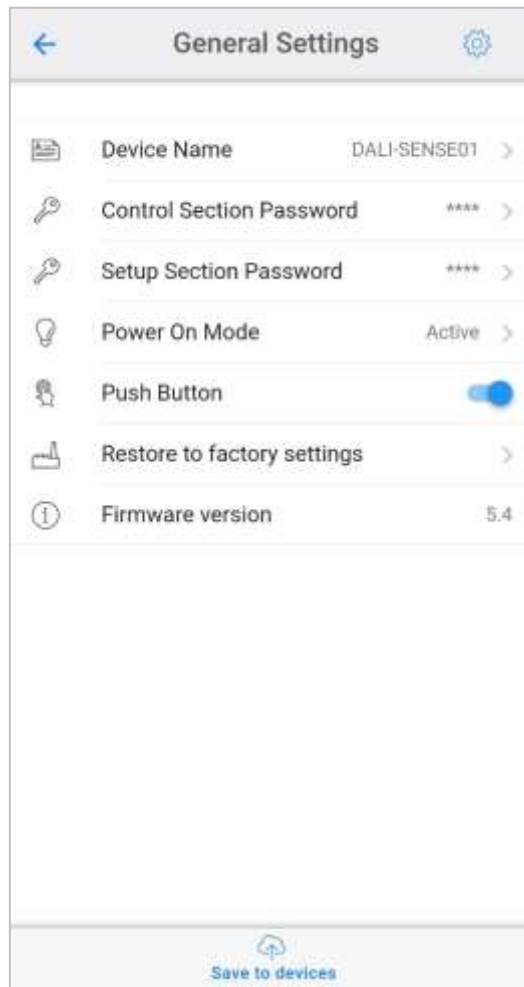 General Settings
Device Name DALI-SENSE01
Control Section Password ****
Setup Section Password ****
Power On Mode Active
Push Button
Restore to factory settings
Firmware version 5.4
Save to devices